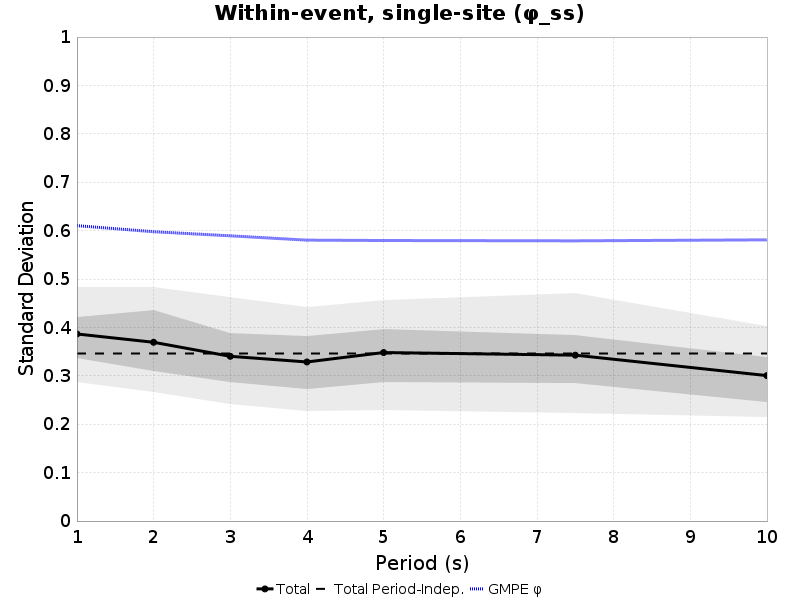 Within-event, single-site (φ_ss)
1
0.9
0.8
0.7
0.6
0.5
0.4
0.3
0.2
0.1
0
Standard Deviation
1 2 3 4 5 6 7 8 9 10
Period (s)
Total Total Period-Indep. GMPE φ